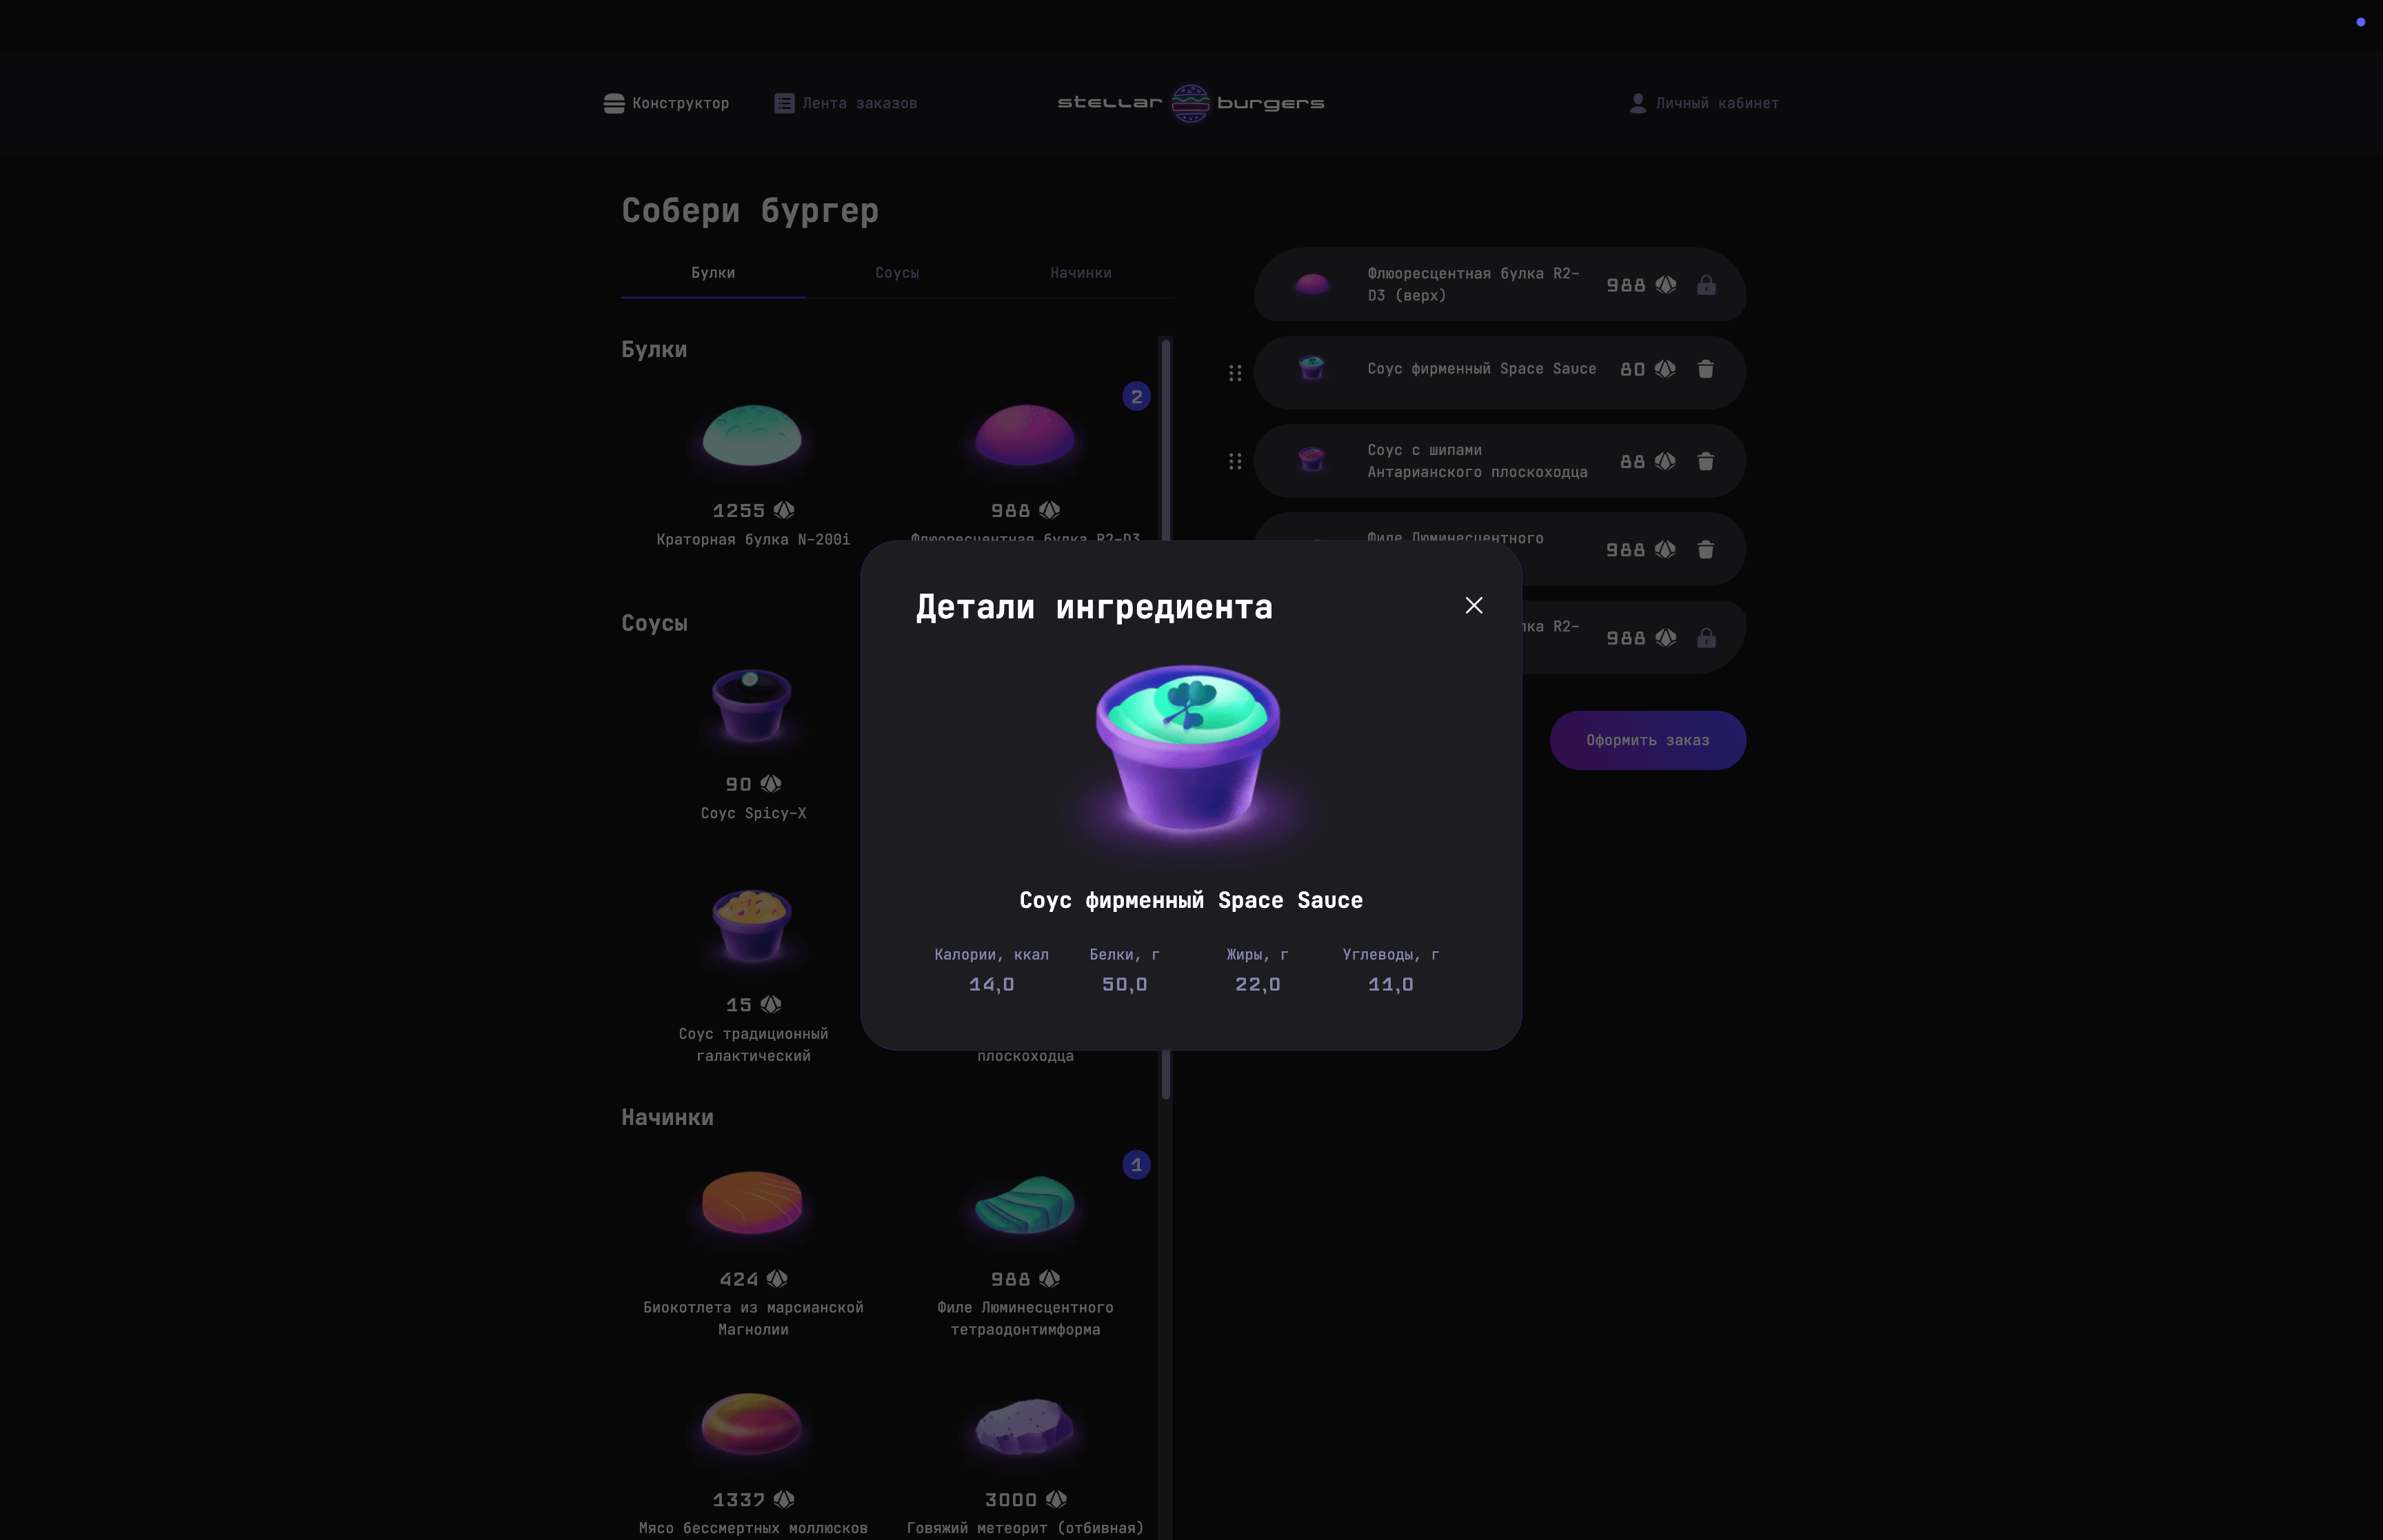 Конструктор
Лента заказов
stellar burgers
Личный кабинет
Собери бургер
Булки
Соусы
Начинки
Булки
2
1255
988
Краторная булка N-200i
Флюоресцентная булка R2-D3
Соусы
90
Соус Spicy-X
15
Соус традиционный
галактический
плоскоходца
Начинки
1
424
988
Биокотлета из марсианской
Магнолии
Филе Люминесцентного
тетраодонтимформа
1337
3000
Мясо бессмертных моллюсков
Говяжий метеорит (отбивная)
Флюоресцентная булка R2-
D3 (верх)
988
Соус фирменный Space Sauce
80
Соус с шипами
Антарианского плоскоходца
88
Филе Люминесцентного
988
R2-
988
Оформить заказ
Детали ингредиента
Соус фирменный Space Sauce
Калории, ккал
14,0
Белки, г
50,0
Жиры, г
22,0
Углеводы, г
11,0